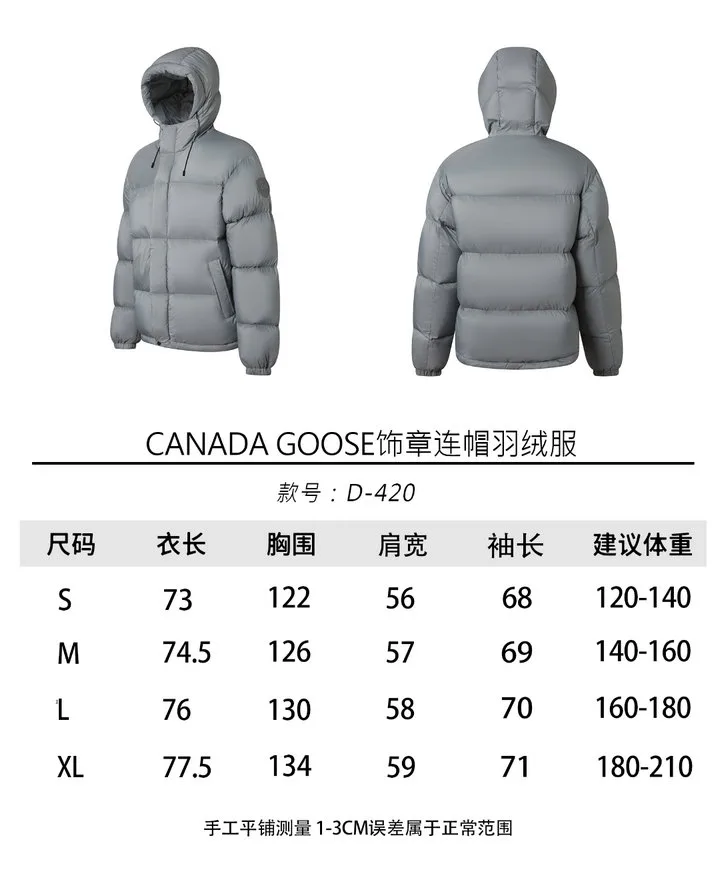 CANADA GOOSE饰章连帽羽绒服
款号：D-420
尺码 衣长 胸围 肩宽 袖长 建议体重
S 73 122 56 68 120-140
M 74.5 126 57 69 140-160
L 76 130 58 70 160-180
XL 77.5 134 59 71 180-210
手工平铺测量 1-3CM误差属于正常范围